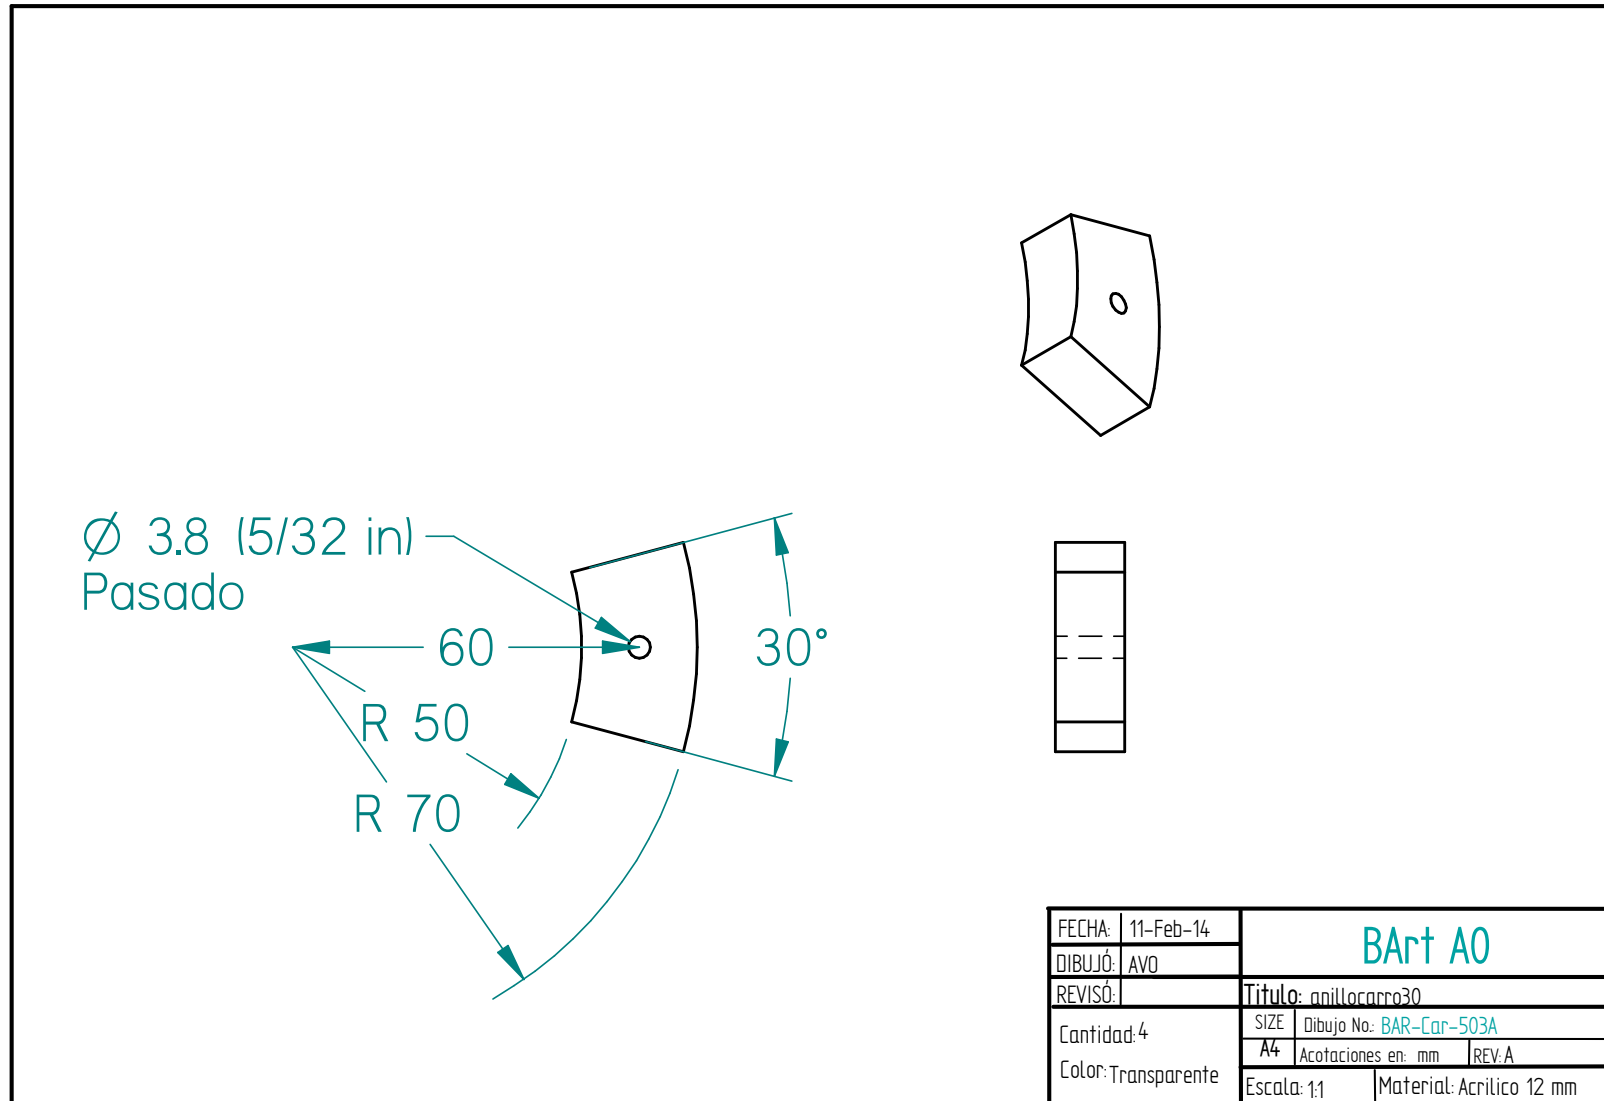 Ø 3.8 (5/32 in)
Pasado
60
30°
R 50
R 70
FECHA: 11-Feb-14
DIBUJÓ: AVO
REVISÓ:
BArt A0
Titulo: anillocarro30
SIZE
A4
Dibujo No.: BAR-Car-503A
Acotaciones en: mm
REV: A
Cantidad: 4
Color: Transparente
Escala: 1:1
Material: Acrilico 12 mm